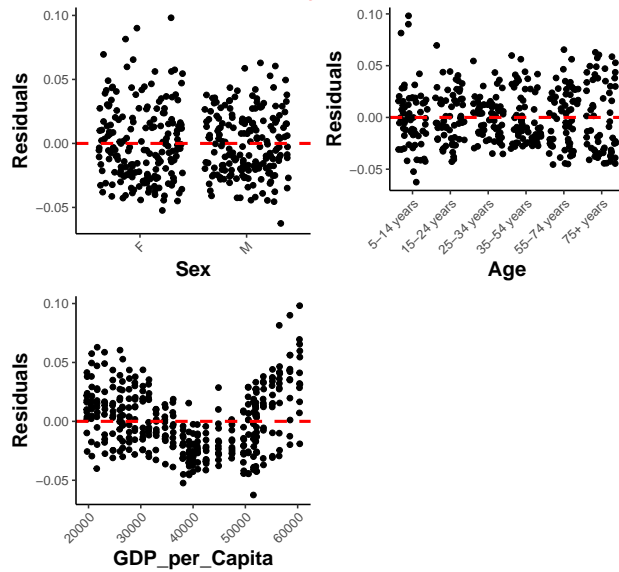 0.10
0.05
0.00
−0.05
Residuals
F
M
Sex
0.10
0.05
0.00
−0.05
Residuals
5−14 years
15−24 years
25−34 years
35−54 years
55−74 years
75+ years
Age
0.10
0.05
0.00
−0.05
Residuals
20000
30000
40000
50000
60000
GDP_per_Capita